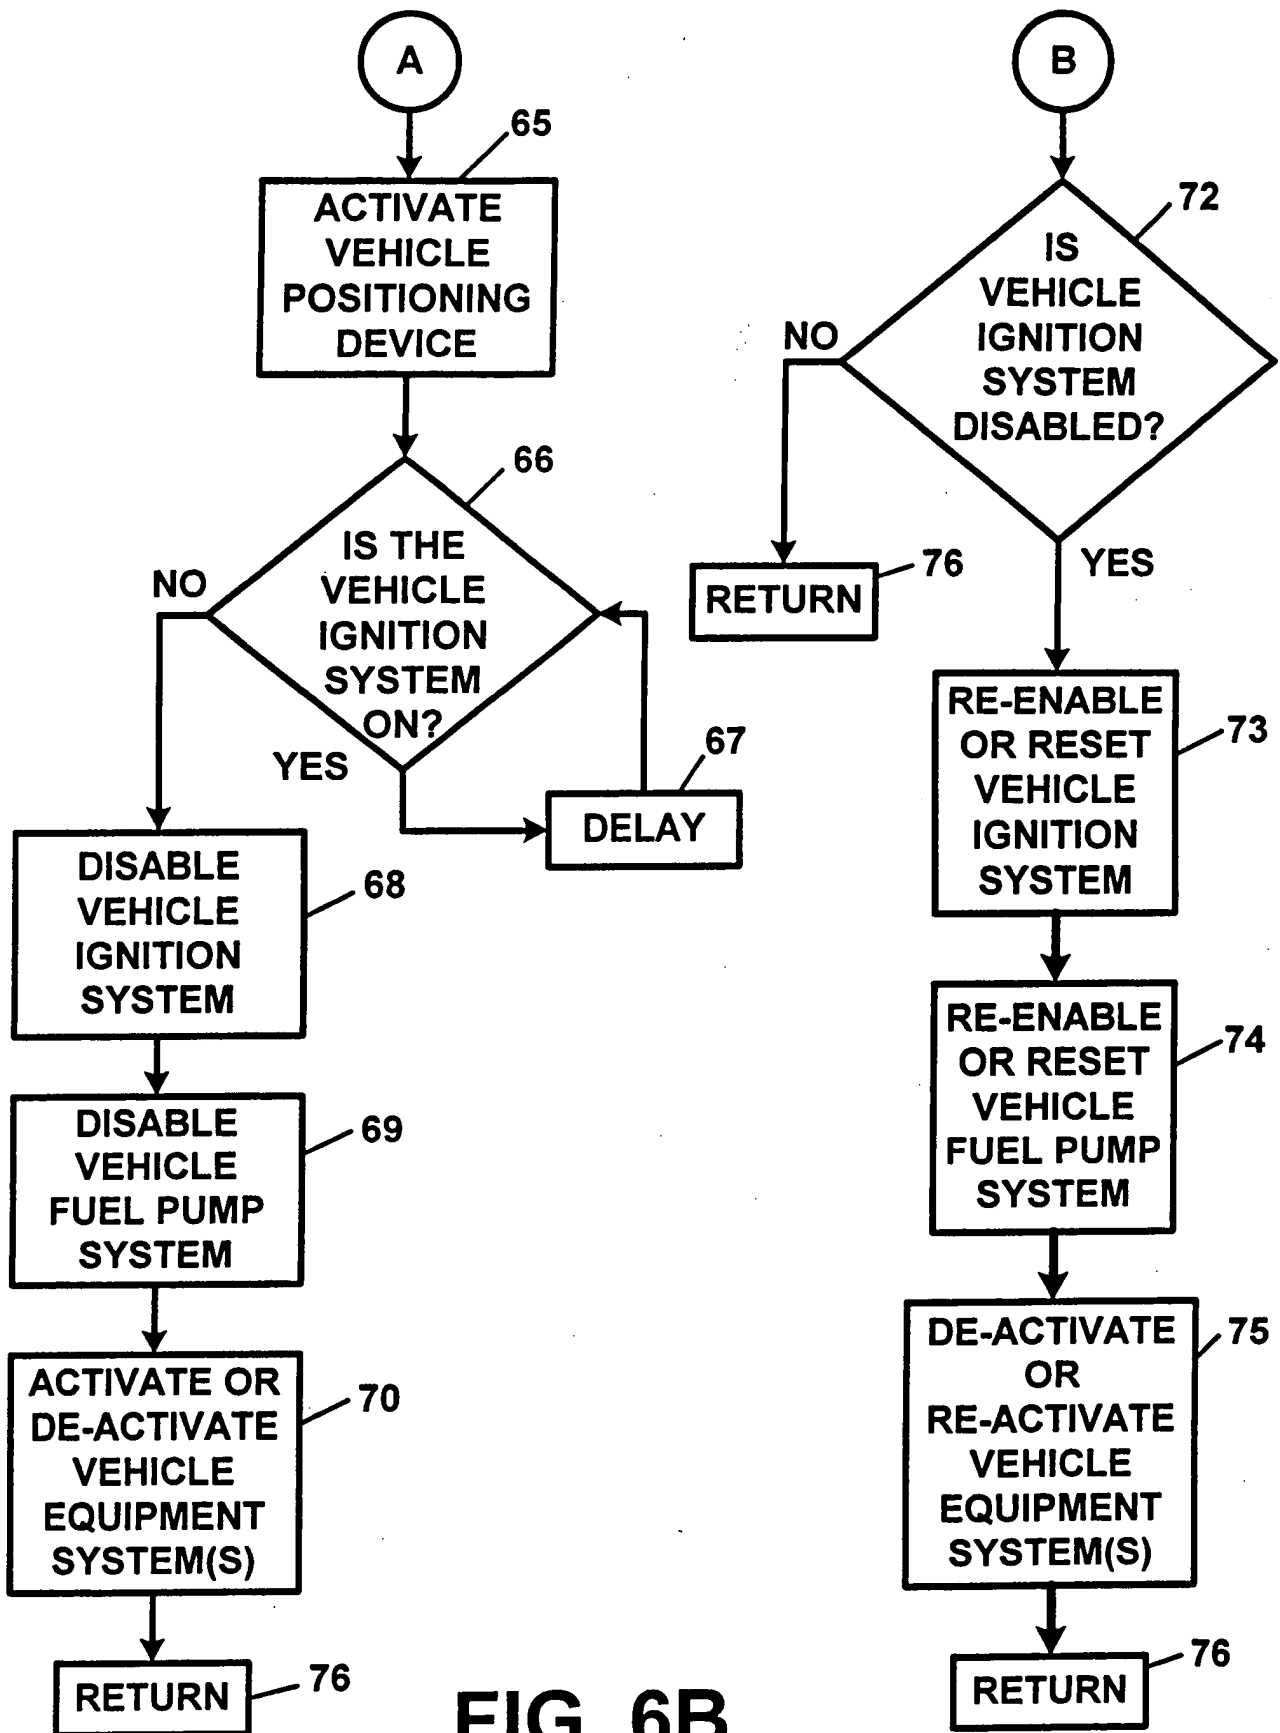 A
65
ACTIVATE
VEHICLE
POSITIONING
DEVICE
66
IS THE
VEHICLE
IGNITION
SYSTEM
ON?
NO
YES
67
DELAY
DISABLE
VEHICLE
IGNITION
SYSTEM
68
DISABLE
VEHICLE
FUEL PUMP
SYSTEM
69
ACTIVATE OR
DE-ACTIVATE
VEHICLE
EQUIPMENT
SYSTEM(S)
70
RETURN
76
B
72
IS
VEHICLE
IGNITION
SYSTEM
DISABLED?
NO
RETURN
76
YES
RE-ENABLE
OR RESET
VEHICLE
IGNITION
SYSTEM
73
RE-ENABLE
OR RESET
VEHICLE
FUEL PUMP
SYSTEM
74
DE-ACTIVATE
OR
RE-ACTIVATE
VEHICLE
EQUIPMENT
SYSTEM(S)
75
RETURN
76
FIG. 6B